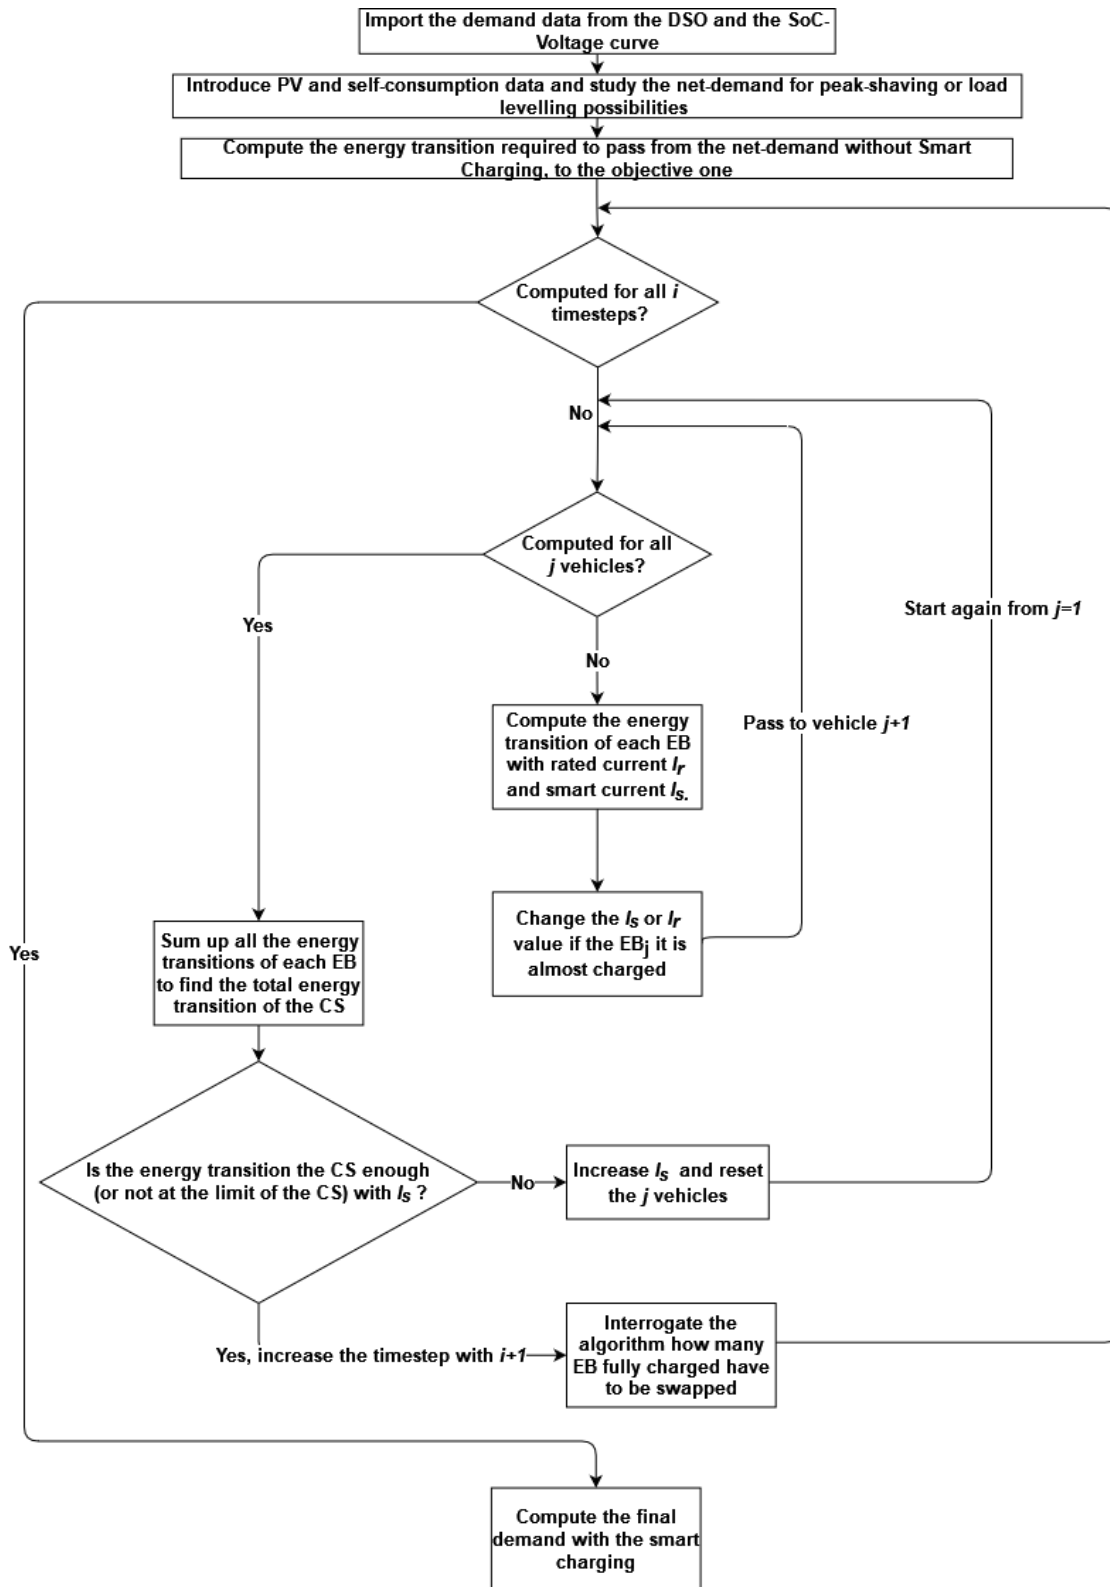 Import the demand data from the DSO and the SoC-
Voltage curve
Introduce PV and self-consumption data and study the net-demand for peak-shaving or load
levelling possibilities
Compute the energy transition required to pass from the net-demand without Smart
Charging, to the objective one
Computed for all i
timesteps?
No
Computed for all
j vehicles?
Yes
No
Start again from j=1
Compute the energy
transition of each EB
with rated current Ir
and smart current Is.
Pass to vehicle j+1
Change the Is or Ir
value if the EBj it is
almost charged
Yes
Sum up all the energy
transitions of each EB
to find the total energy
transition of the CS
Is the energy transition the CS enough
(or not at the limit of the CS) with Is ?
No
Increase Is and reset
the j vehicles
Yes, increase the timestep with i+1
Interrogate the
algorithm how many
EB fully charged have
to be swapped
Compute the final
demand with the smart
charging